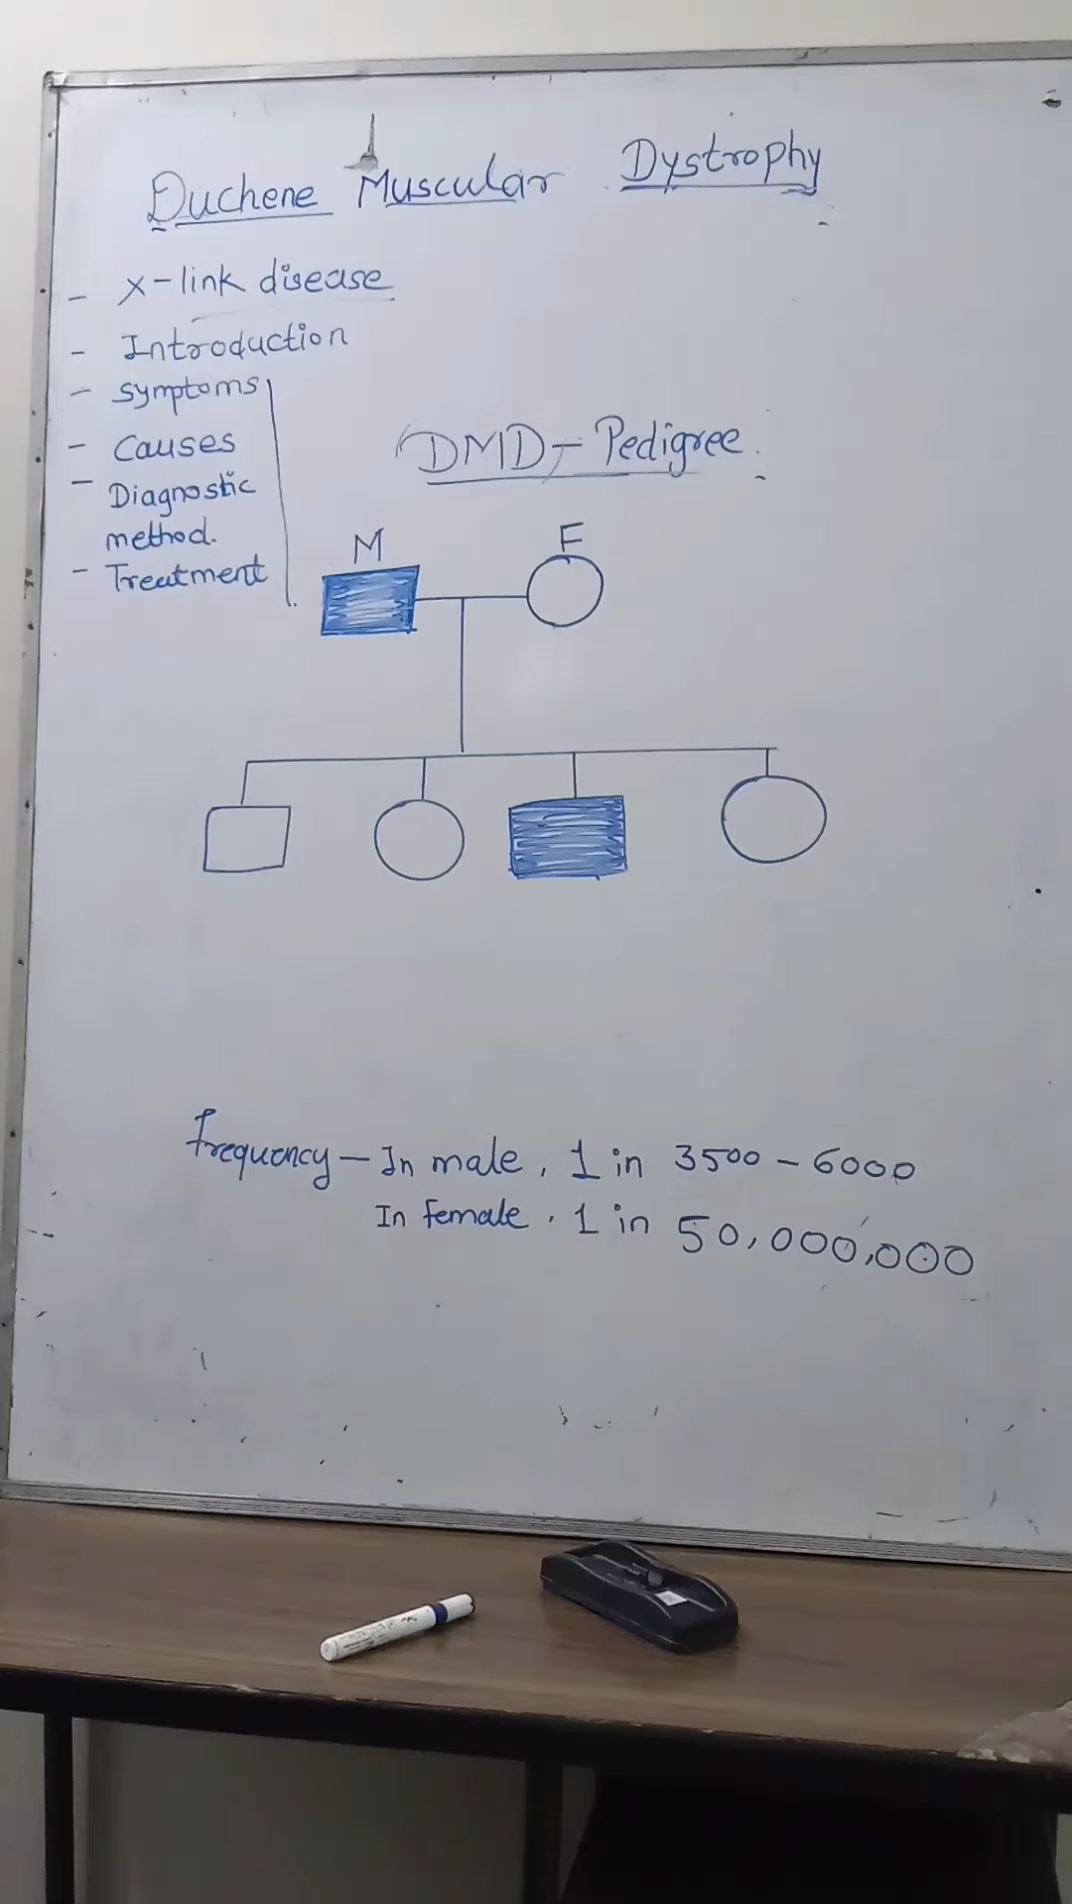 Duchene Muscular Dystrophy
- X-link disease
- Introduction
- Symptoms
- Causes
- Diagnostic
method.
- Treatment
DMD - Pedigree.
M F
Frequency - In male, 1 in 3500 - 6000
In female, 1 in 50,000,000